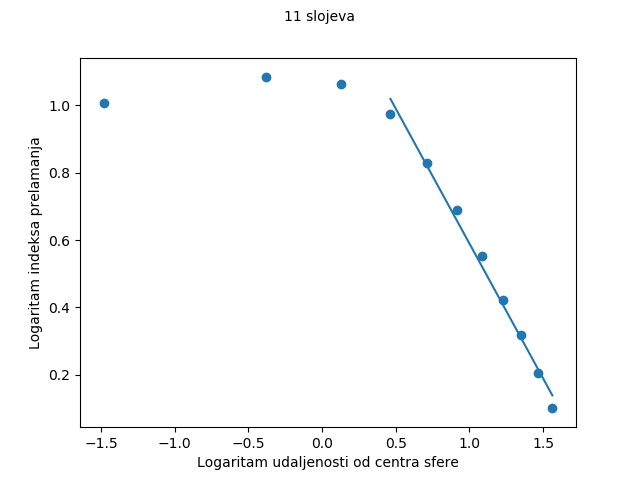 11 slojeva
1.0
0.8
0.6
0.4
0.2
Logaritam indeksa prelamanja
−1.5 −1.0 −0.5 0.0 0.5 1.0 1.5
Logaritam udaljenosti od centra sfere